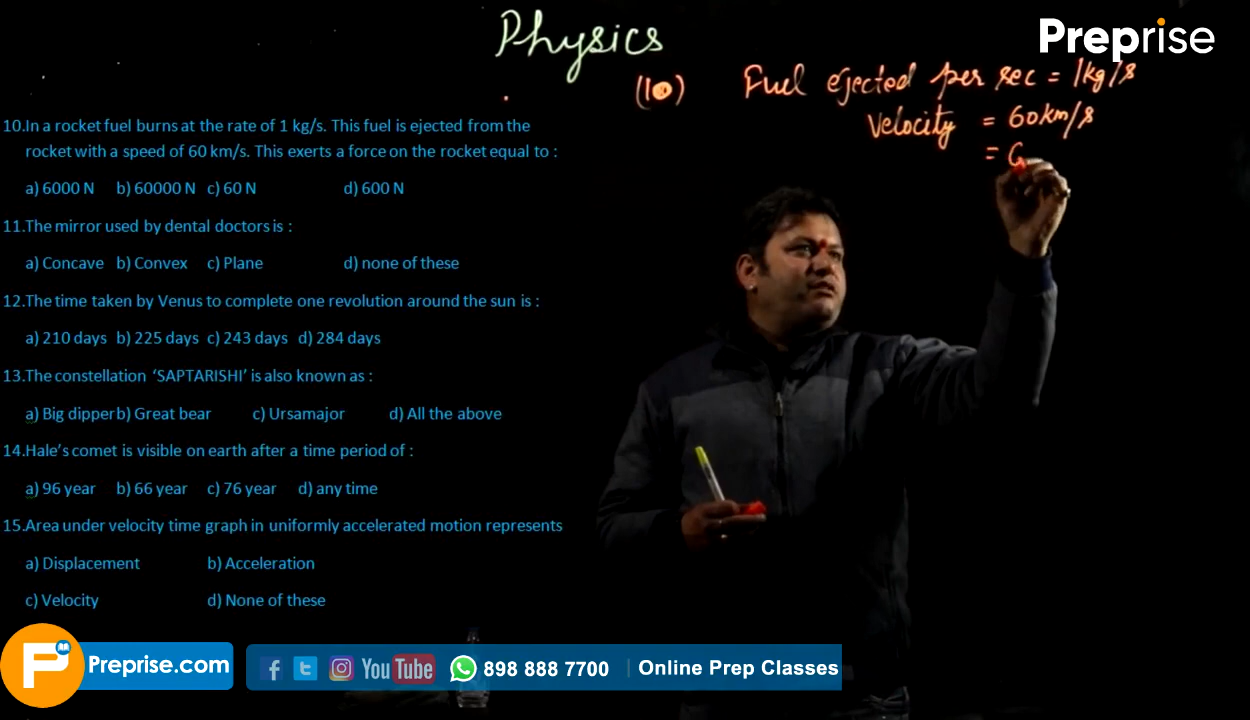 Physics
Preprise
(10) Fuel ejected per sec = 1kg/s
Velocity = 60km/s
=
10.In a rocket fuel burns at the rate of 1 kg/s. This fuel is ejected from the
rocket with a speed of 60 km/s. This exerts a force on the rocket equal to :
a) 6000 N b) 60000 N c) 60 N d) 600 N
11.The mirror used by dental doctors is :
a) Concave b) Convex c) Plane d) none of these
12.The time taken by Venus to complete one revolution around the sun is :
a) 210 days b) 225 days c) 243 days d) 284 days
13.The constellation ‘SAPTARISHI’ is also known as :
a) Big dipper b) Great bear c) Ursamajor d) All the above
14.Hale’s comet is visible on earth after a time period of :
a) 96 year b) 66 year c) 76 year d) any time
15.Area under velocity time graph in uniformly accelerated motion represents
a) Displacement b) Acceleration
c) Velocity d) None of these
Preprise.com YouTube 898 888 7700 | Online Prep Classes